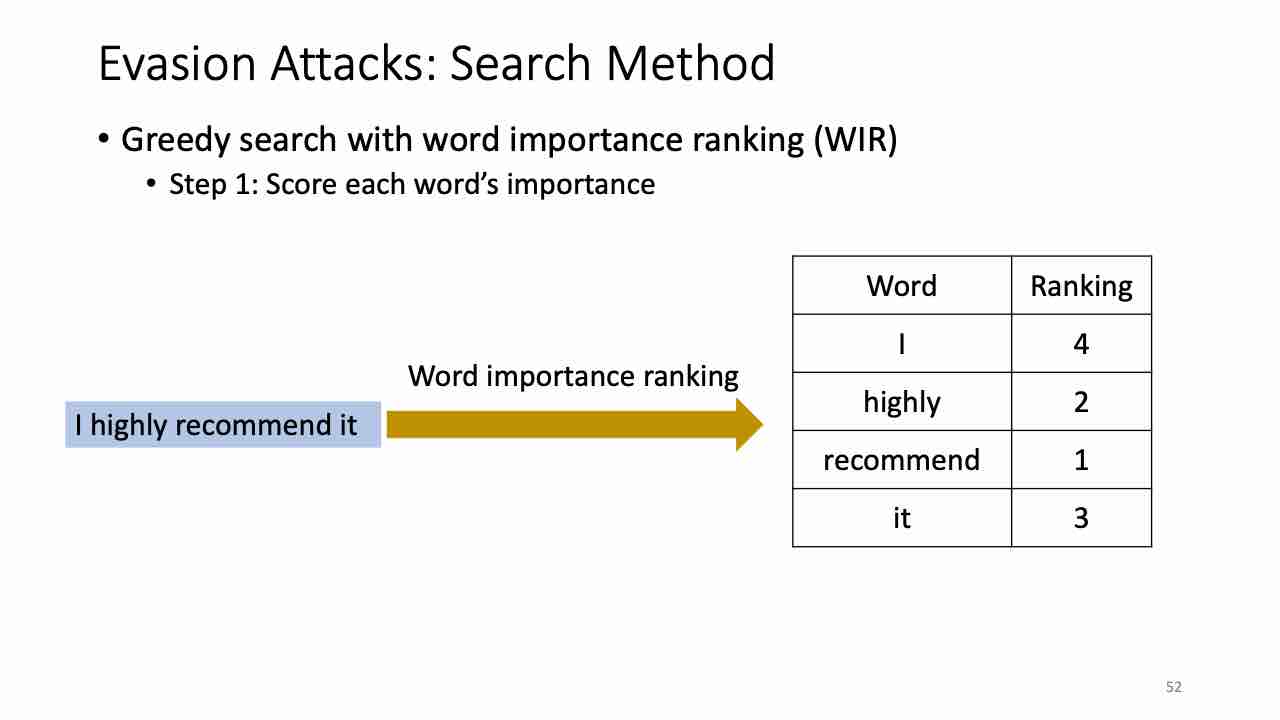 Evasion Attacks: Search Method
• Greedy search with word importance ranking (WIR)
• Step 1: Score each word’s importance
Word importance ranking
I highly recommend it
Word Ranking
I 4
highly 2
recommend 1
it 3
52